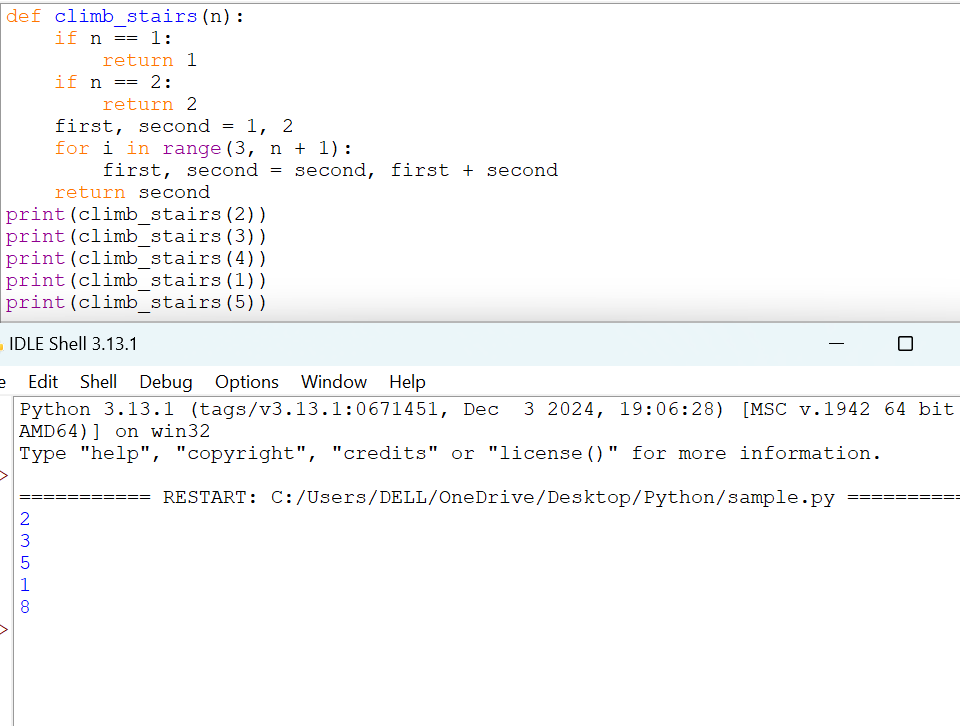 def climb_stairs(n):
    if n == 1:
        return 1
    if n == 2:
        return 2
    first, second = 1, 2
    for i in range(3, n + 1):
        first, second = second, first + second
    return second
print(climb_stairs(2))
print(climb_stairs(3))
print(climb_stairs(4))
print(climb_stairs(1))
print(climb_stairs(5))
IDLE Shell 3.13.1
e Edit Shell Debug Options Window Help
Python 3.13.1 (tags/v3.13.1:0671451, Dec  3 2024, 19:06:28) [MSC v.1942 64 bit
AMD64)] on win32
Type "help", "copyright", "credits" or "license()" for more information.
>
=========== RESTART: C:/Users/DELL/OneDrive/Desktop/Python/sample.py ==========
2
3
5
1
8
>